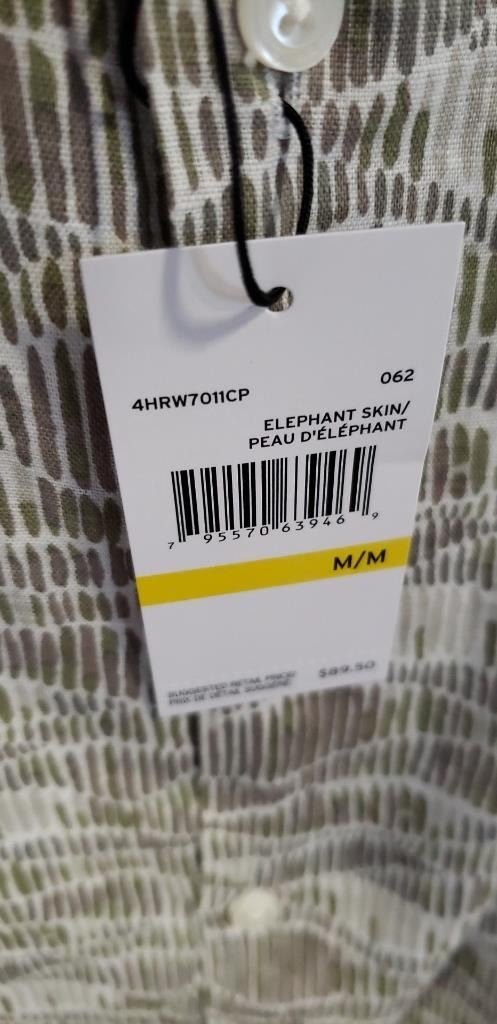 4HRW7011CP 062
ELEPHANT SKIN/
PEAU D'ÉLÉPHANT
7 95570 63946 9
M/M
SUGGESTED RETAIL PRICE/ $89.50
PRIX DE DÉTAIL SUGGÉRÉ